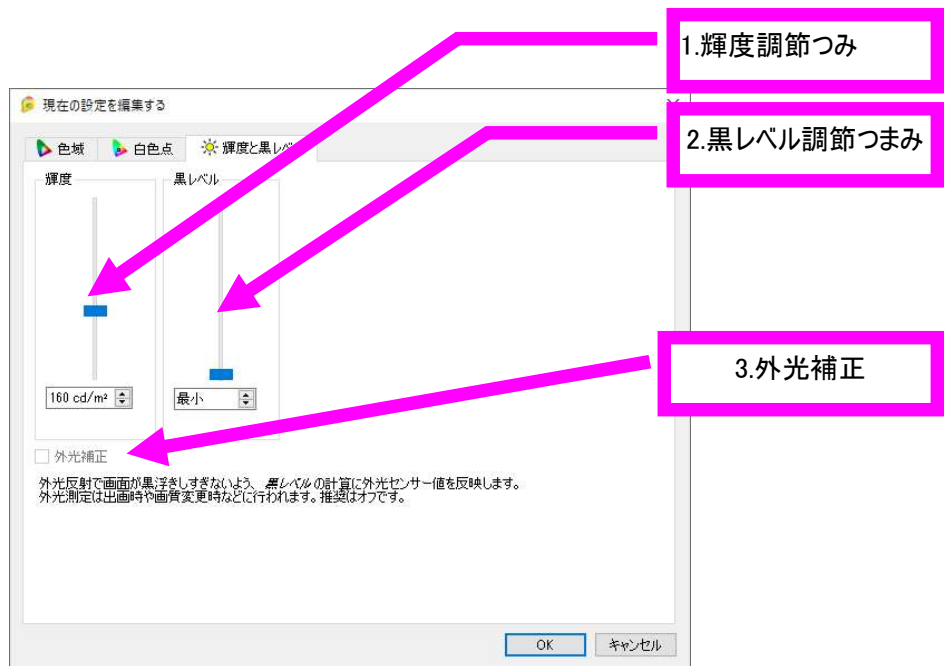 1.輝度調節つみ
現在の設定を編集する
2.黒レベル調節つまみ
色域 白色点 輝度と黒レベ
輝度 黒レベル
3.外光補正
160 cd/m² 最小
外光補正
外光反射で画面が黒浮きしすぎないよう、黒レベルの計算に外光センサー値を反映します。
外光測定は出画時や画質変更時などに行われます。推奨はオフです。
OK キャンセル